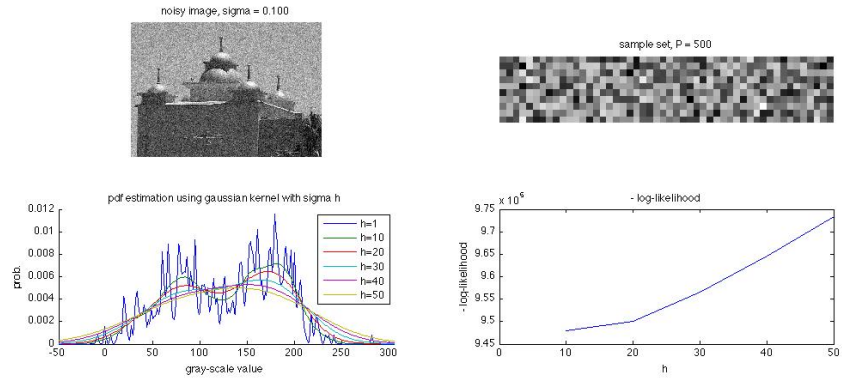 noisy image, sigma = 0.100
sample set, P = 500
pdf estimation using gaussian kernel with sigma h
0.012
0.01
0.008
0.006
0.004
0.002
0
prob.
-50 0 50 100 150 200 250 300
gray-scale value
h=1
h=10
h=20
h=30
h=40
h=50
- log-likelihood
x 10^6
9.75
9.7
9.65
9.6
9.55
9.5
9.45
- log-likelihood
0 10 20 30 40 50
h